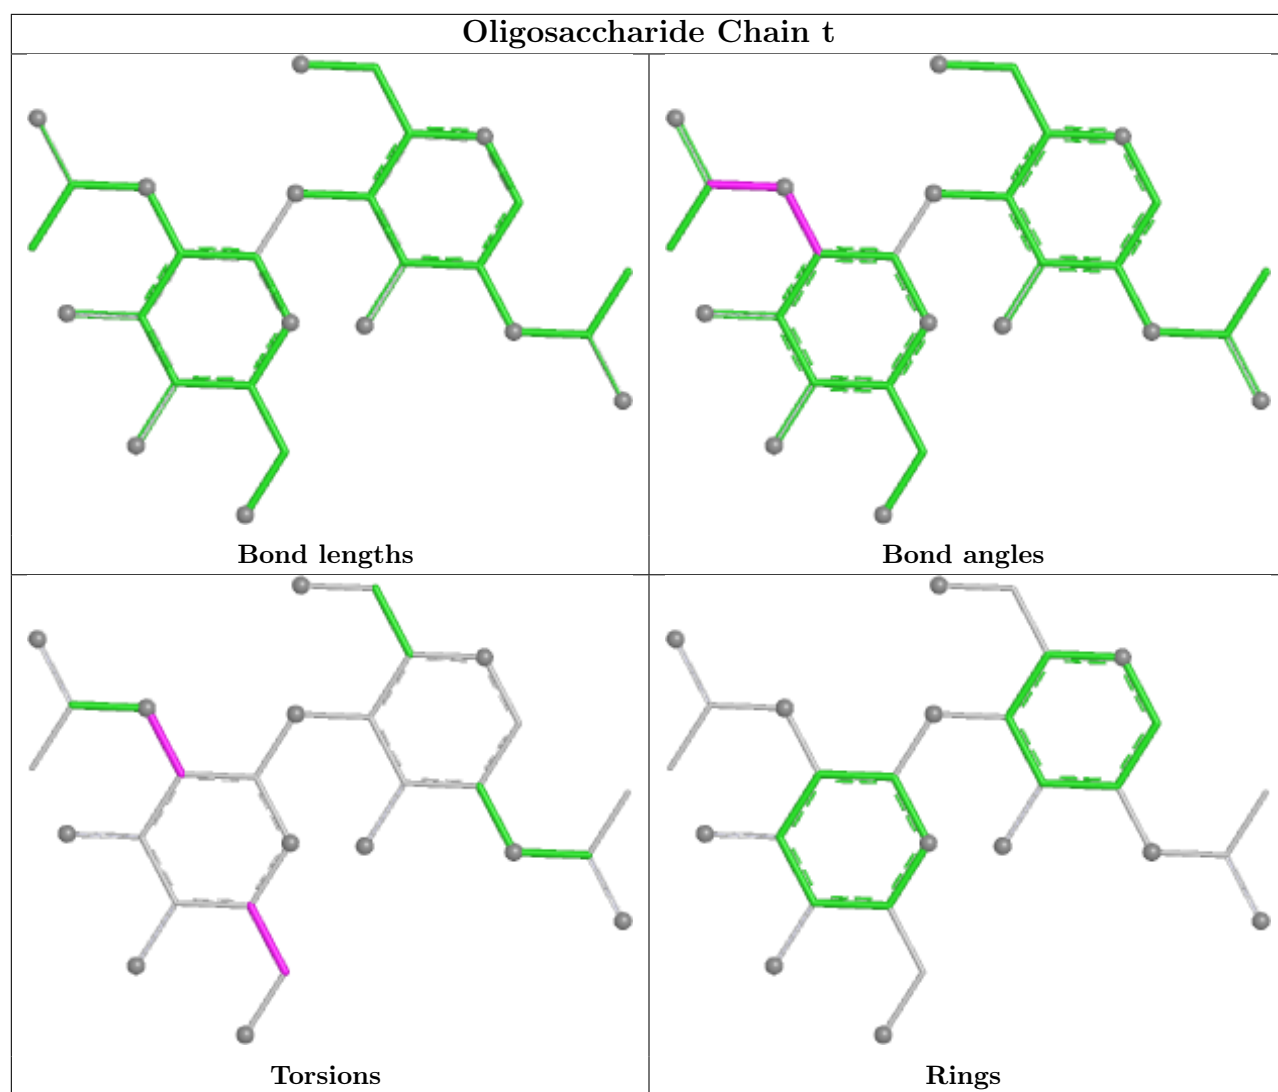 Oligosaccharide Chain t
Bond lengths
Bond angles
Torsions
Rings